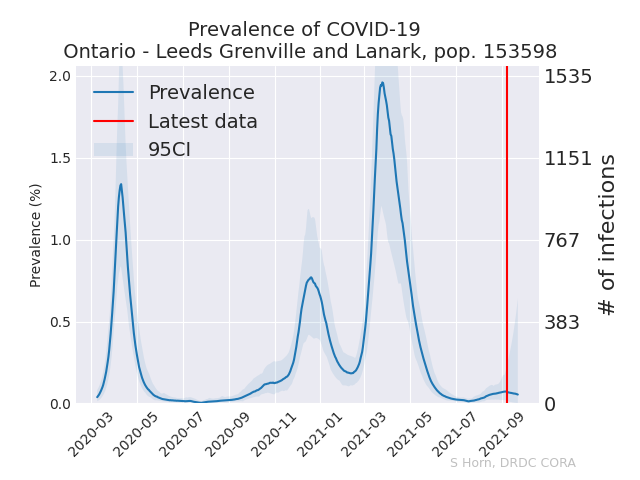 Prevalence of COVID-19
Ontario - Leeds Grenville and Lanark, pop. 153598
Prevalence
Latest data
95CI
Prevalence (%)
2.0
1.5
1.0
0.5
0.0
1535
1151
767
383
0
# of infections
2020-03
2020-05
2020-07
2020-09
2020-11
2021-01
2021-03
2021-05
2021-07
2021-09
S Horn, DRDC CORA